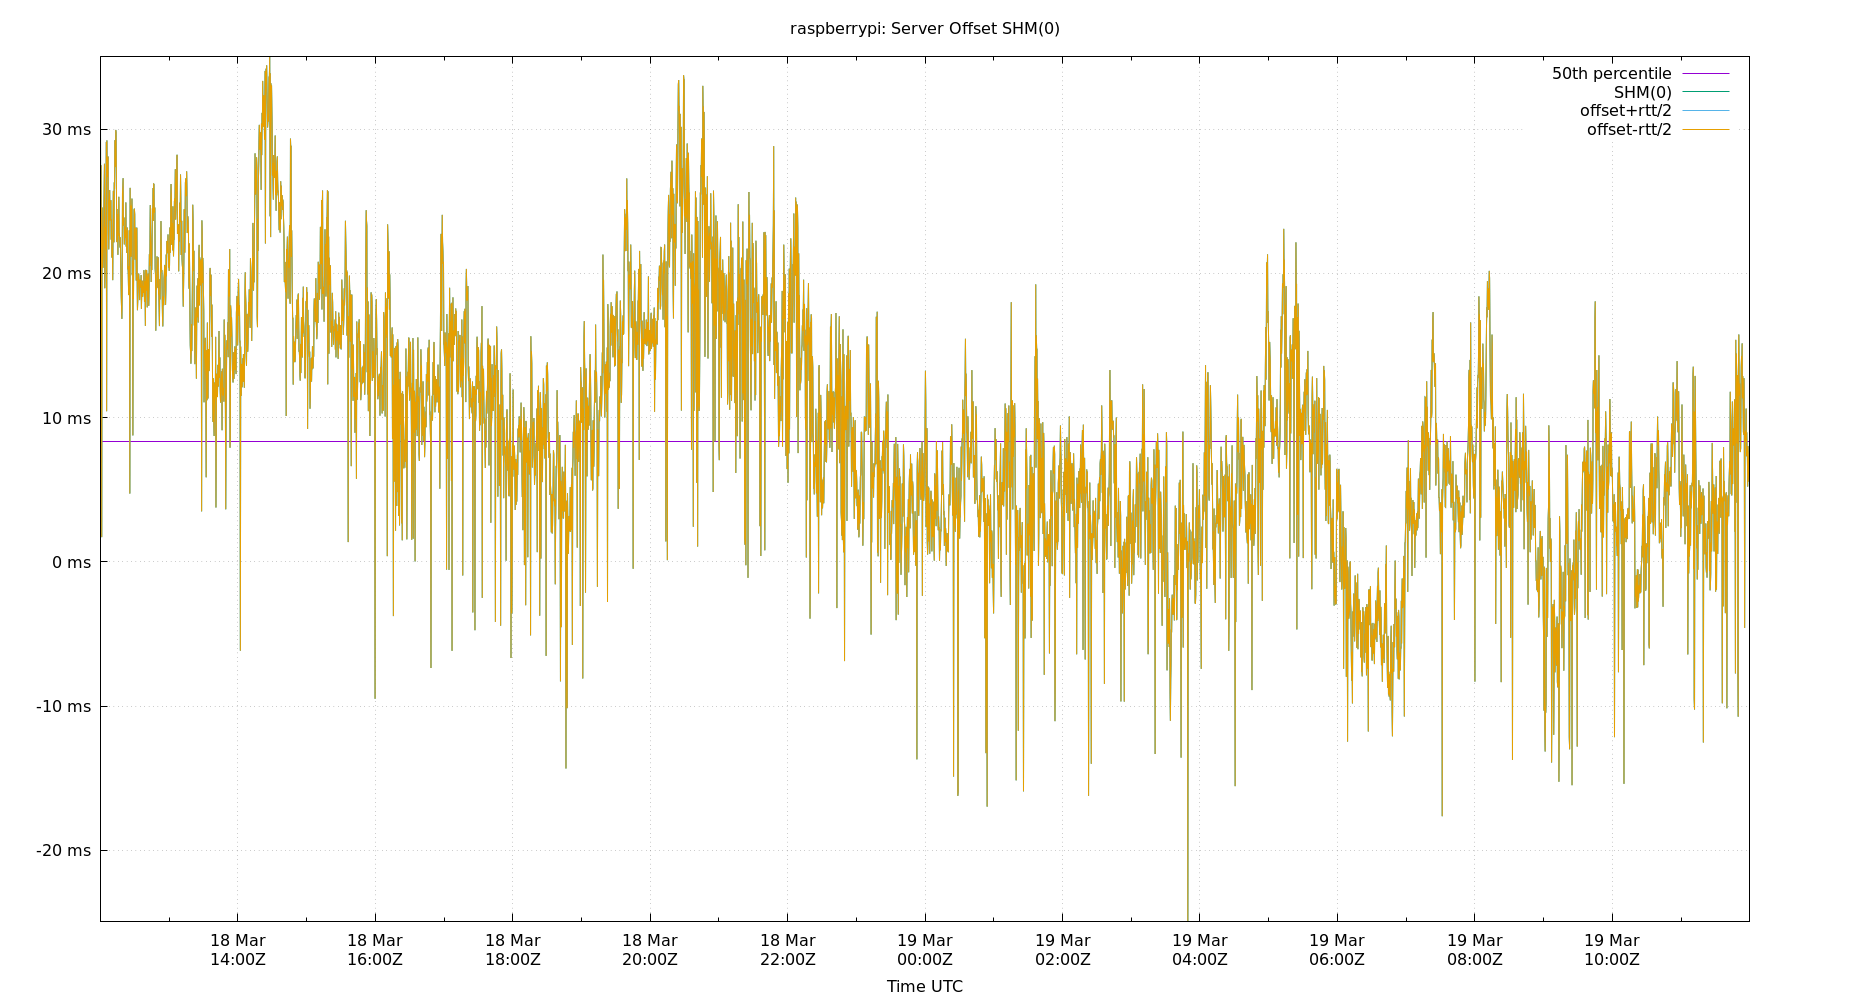 raspberrypi: Server Offset SHM(0)
50th percentile
SHM(0)
offset+rtt/2
offset-rtt/2
30 ms
20 ms
10 ms
0 ms
-10 ms
-20 ms
18 Mar 18 Mar 18 Mar 18 Mar 18 Mar 19 Mar 19 Mar 19 Mar 19 Mar 19 Mar 19 Mar
14:00Z 16:00Z 18:00Z 20:00Z 22:00Z 00:00Z 02:00Z 04:00Z 06:00Z 08:00Z 10:00Z
Time UTC